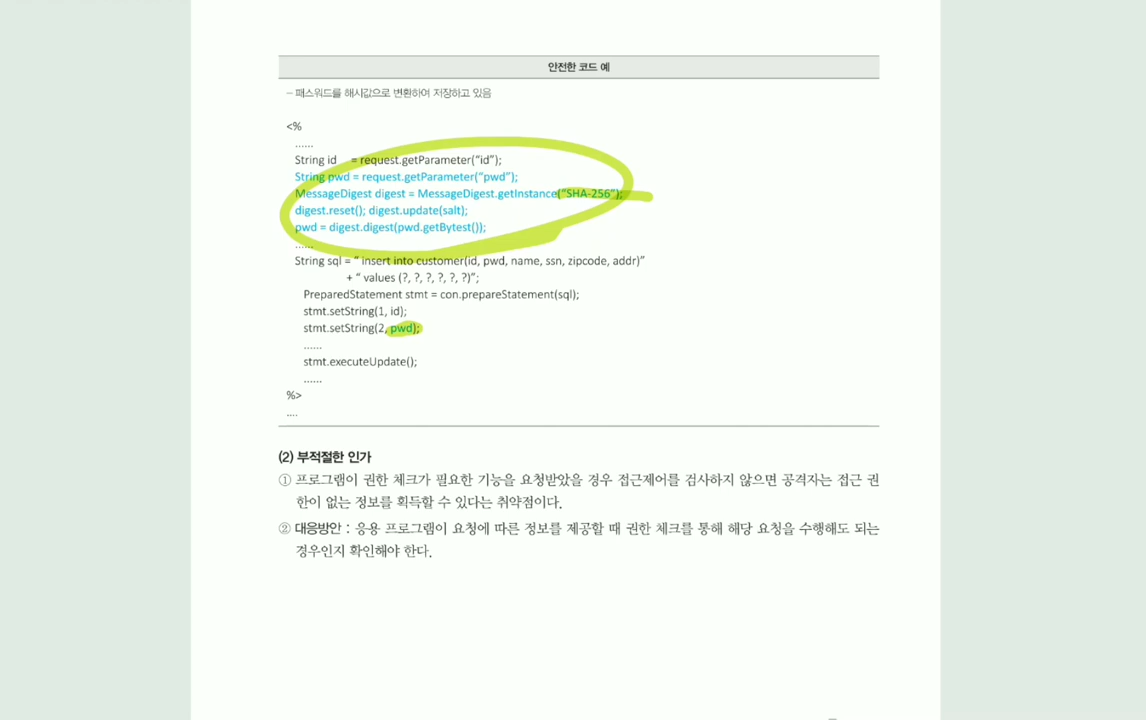 안전한 코드 예
– 패스워드를 해시값으로 변환하여 저장하고 있음
<%
......
String id = request.getParameter("id");
String pwd = request.getParameter("pwd");
MessageDigest digest = MessageDigest.getInstance("SHA-256");
digest.reset(); digest.update(salt);
pwd = digest.digest(pwd.getBytest());
......
String sql = " insert into customer(id, pwd, name, ssn, zipcode, addr)"
+ " values (?, ?, ?, ?, ?, ?)";
PreparedStatement stmt = con.prepareStatement(sql);
stmt.setString(1, id);
stmt.setString(2, pwd);
......
stmt.executeUpdate();
......
%>
....
(2) 부적절한 인가
① 프로그램이 권한 체크가 필요한 기능을 요청받았을 경우 접근제어를 검사하지 않으면 공격자는 접근 권
한이 없는 정보를 획득할 수 있다는 취약점이다.
② 대응방안 : 응용 프로그램이 요청에 따른 정보를 제공할 때 권한 체크를 통해 해당 요청을 수행해도 되는
경우인지 확인해야 한다.